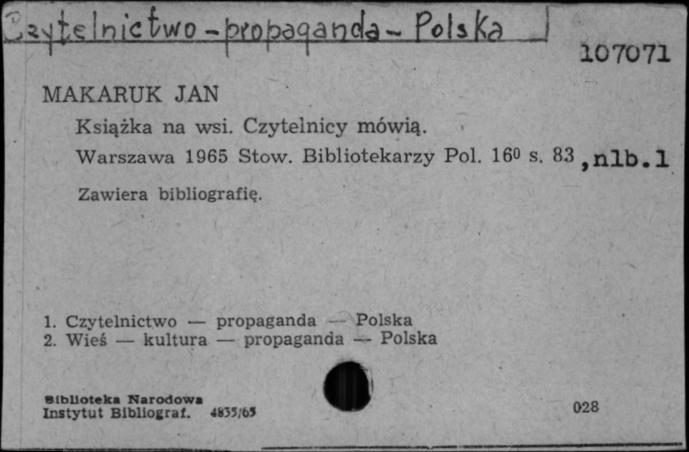 Czytelnictwo - propaganda - Polska
107071
MAKARUK JAN
Książka na wsi. Czytelnicy mówią.
Warszawa 1965 Stow. Bibliotekarzy Pol. 16º s. 83 , nlb.1
Zawiera bibliografię.
1. Czytelnictwo — propaganda — Polska
2. Wieś — kultura — propaganda — Polska
Biblioteka Narodowa
Instytut Bibliograf. 4835/65
028